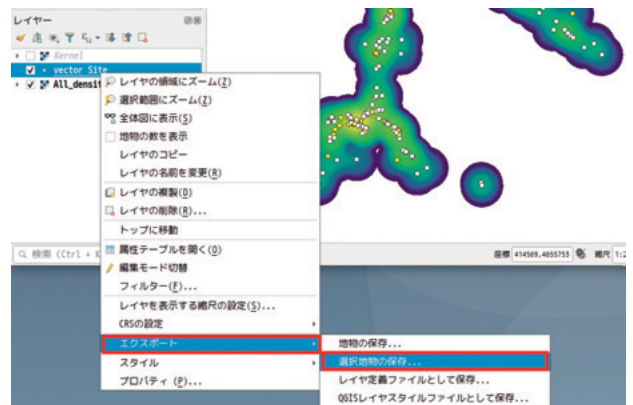 レイヤー
Kernel
vector Site
All_densit
レイヤの領域にズーム(Z)
選択範囲にズーム(Z)
全体図に表示(S)
地物の数を表示
レイヤのコピー
レイヤの名前を変更(R)
レイヤの複製(D)
レイヤの削除(R)...
トップに移動
属性テーブルを開く(O)
編集モード切替
フィルター(F)...
レイヤを表示する縮尺の設定(S)...
CRSの設定
エクスポート
スタイル
プロパティ (P)...
検索 (Ctrl + K
座標 414569,4655753
縮尺 1:2
地物の保存...
選択地物の保存...
レイヤ定義ファイルとして保存...
QGISレイヤスタイルファイルとして保存...